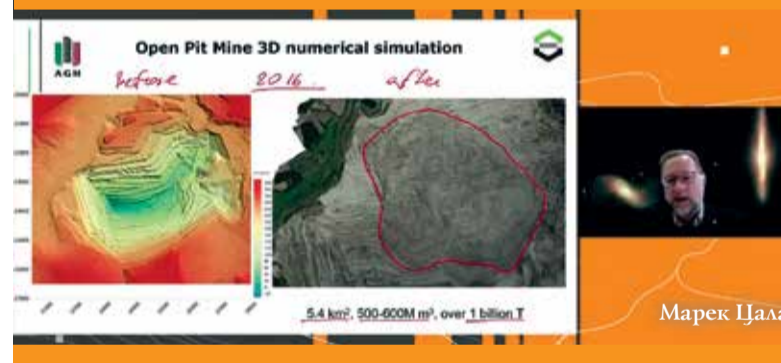 AGH
Open Pit Mine 3D numerical simulation
before 2016 after
5.4 km², 500-600M m³, over 1 billion T
Марек Цала